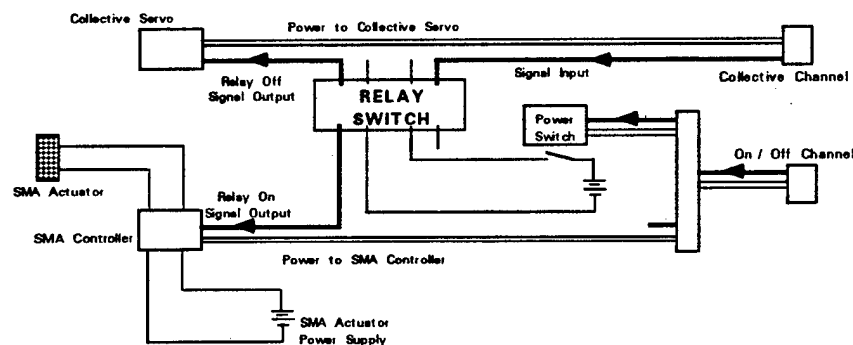 Collective Servo
Power to Collective Servo
Relay Off
Signal Output
Signal Input
Collective Channel
RELAY
SWITCH
Power
Switch
On / Off Channel
SMA Actuator
Relay On
Signal Output
SMA Controller
Power to SMA Controller
SMA Actuator
Power Supply